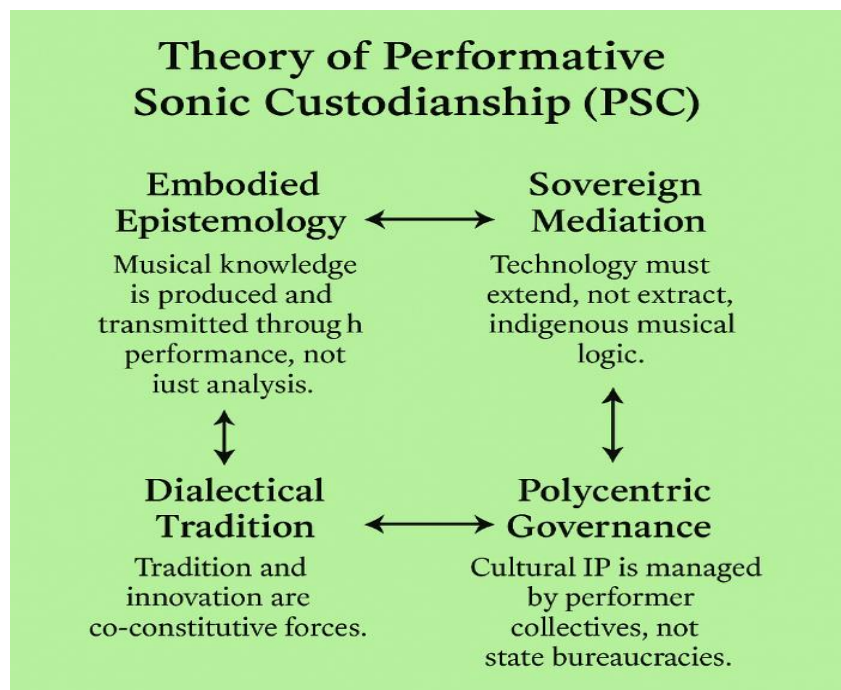 Theory of Performative
Sonic Custodianship (PSC)
Embodied
Epistemology
Musical knowledge
is produced and
transmitted throug h
performance, not
iust analysis.
Sovereign
Mediation
Technology must
extend, not extract,
indigenous musical
logic.
Dialectical
Tradition
Tradition and
innovation are
co-constitutive forces.
Polycentric
Governance
Cultural IP is managed
by performer
collectives, not
state bureaucracies.